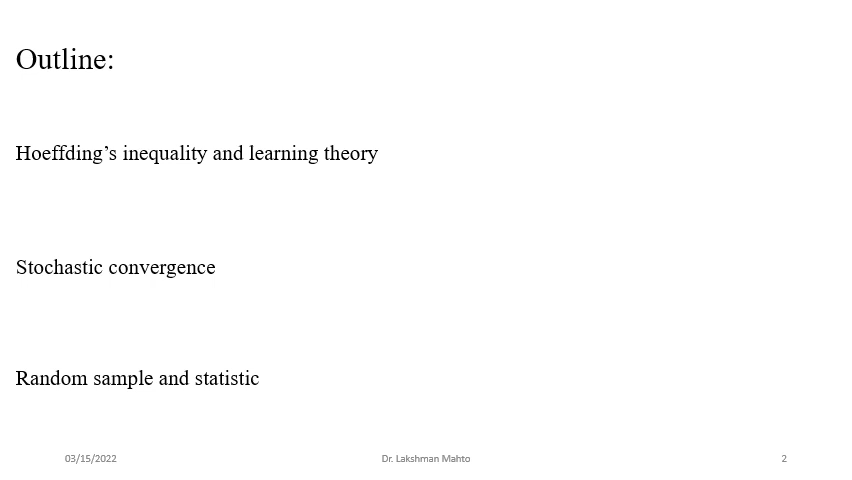 Outline:
Hoeffding’s inequality and learning theory
Stochastic convergence
Random sample and statistic
03/15/2022 Dr. Lakshman Mahto 2